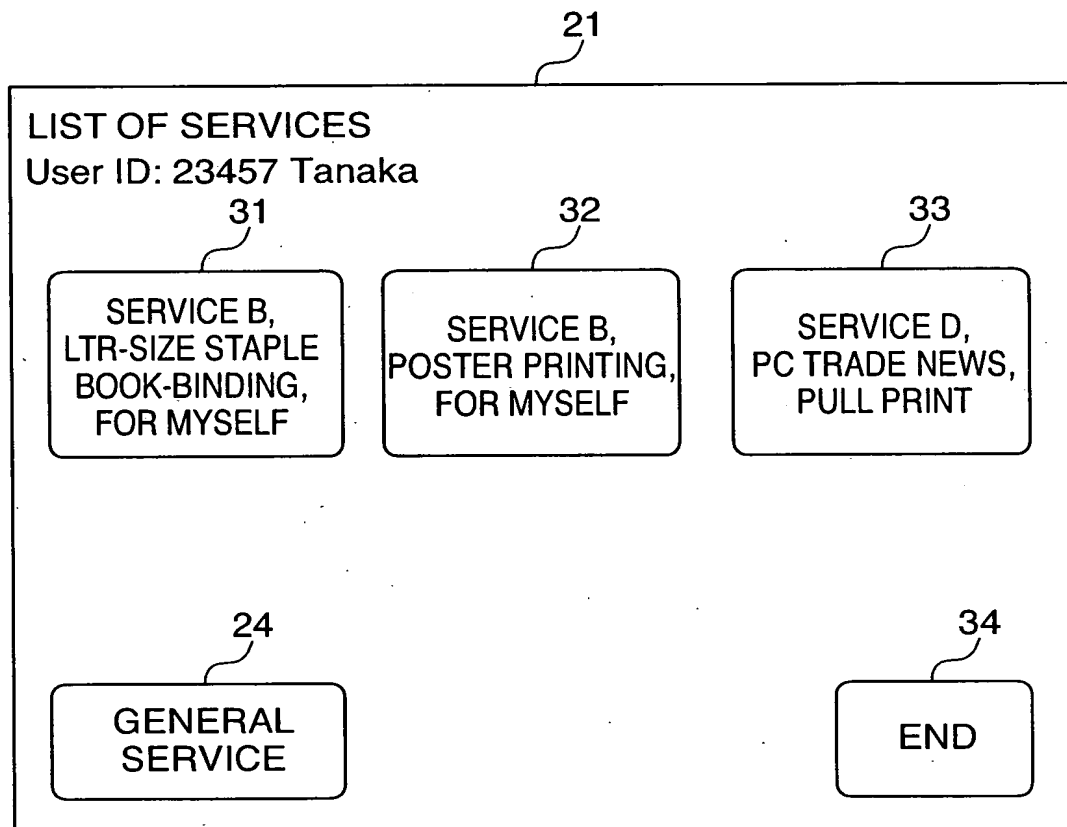 21
LIST OF SERVICES
User ID: 23457 Tanaka
31
32
33
SERVICE B,
LTR-SIZE STAPLE
BOOK-BINDING,
FOR MYSELF
SERVICE B,
POSTER PRINTING,
FOR MYSELF
SERVICE D,
PC TRADE NEWS,
PULL PRINT
24
34
GENERAL
SERVICE
END